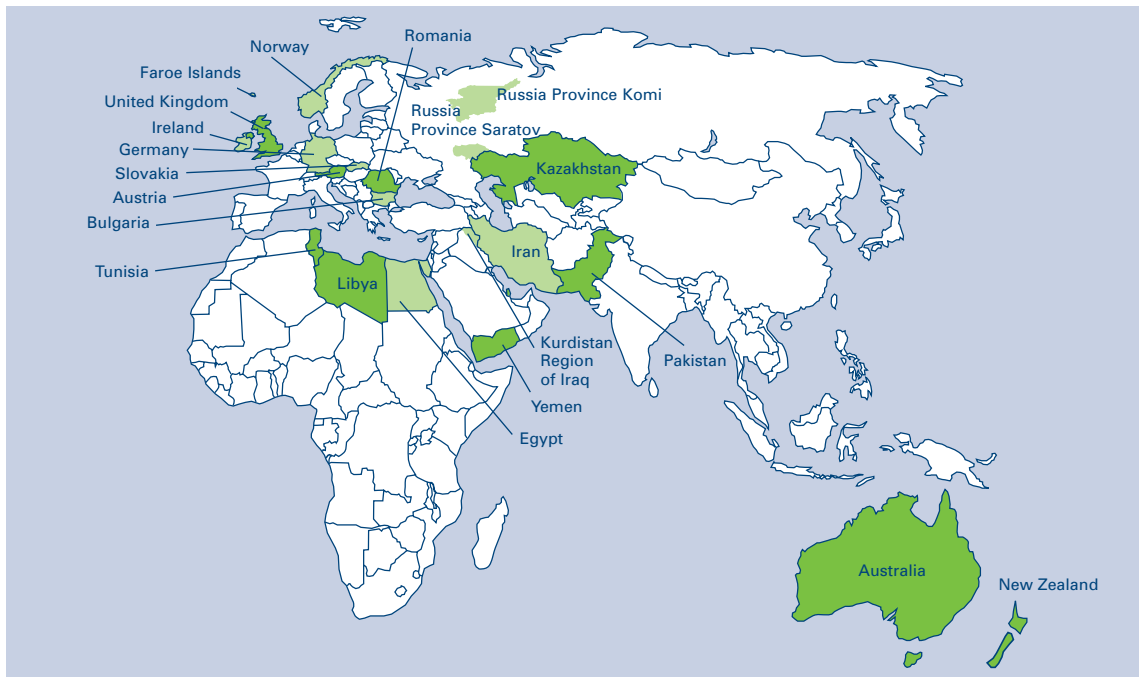 Romania
Norway
Faroe Islands
United Kingdom
Ireland
Germany
Slovakia
Austria
Bulgaria
Tunisia
Russia Province Komi
Russia
Province Saratov
Kazakhstan
Iran
Libya
Kurdistan
Region
of Iraq
Pakistan
Yemen
Egypt
Australia
New Zealand